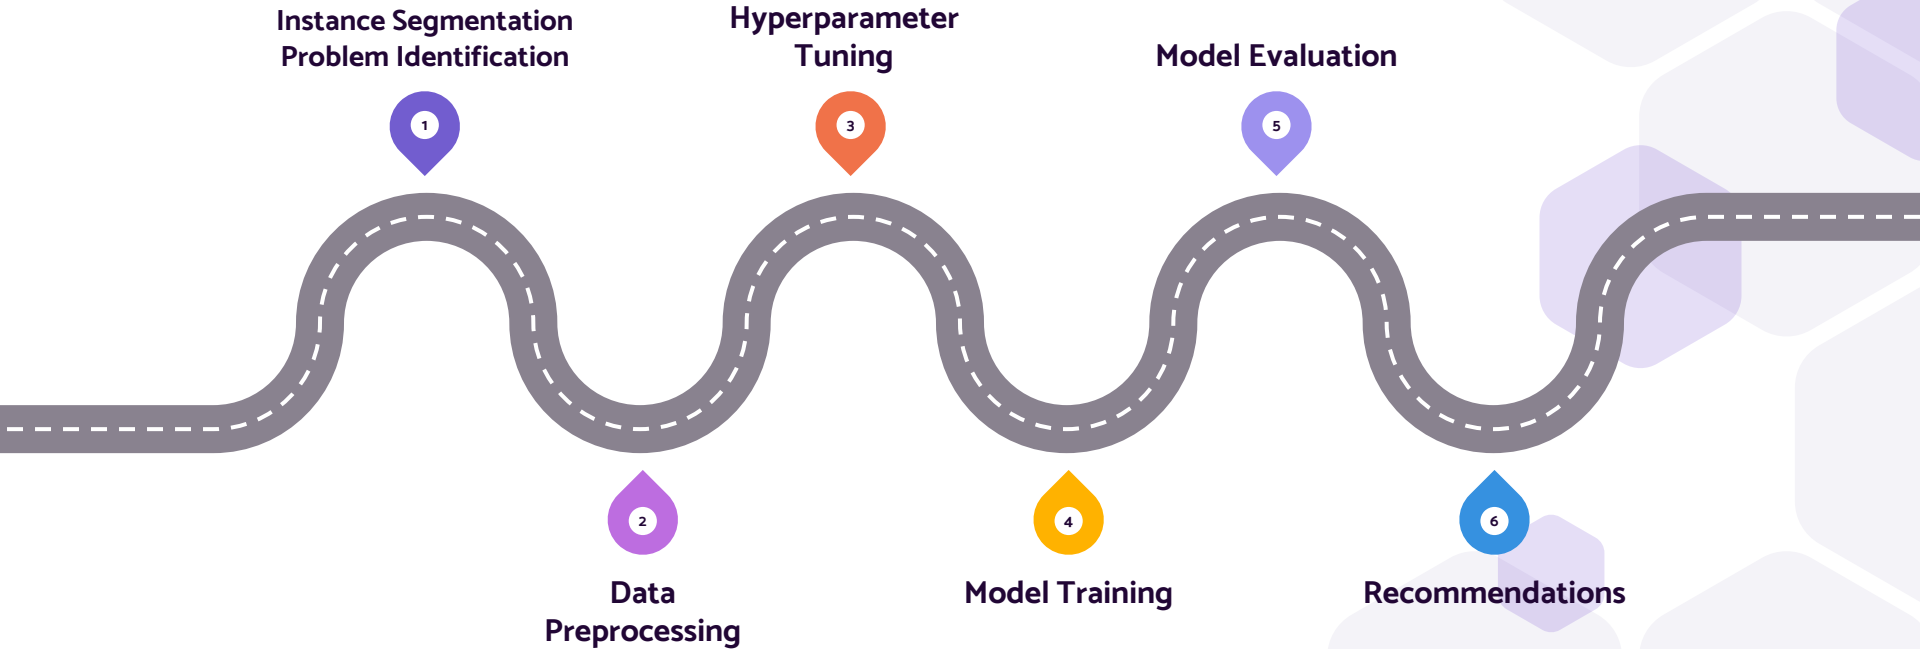 Instance Segmentation
Problem Identification
1
2
Data
Preprocessing
Hyperparameter
Tuning
3
4
Model Training
Model Evaluation
5
6
Recommendations